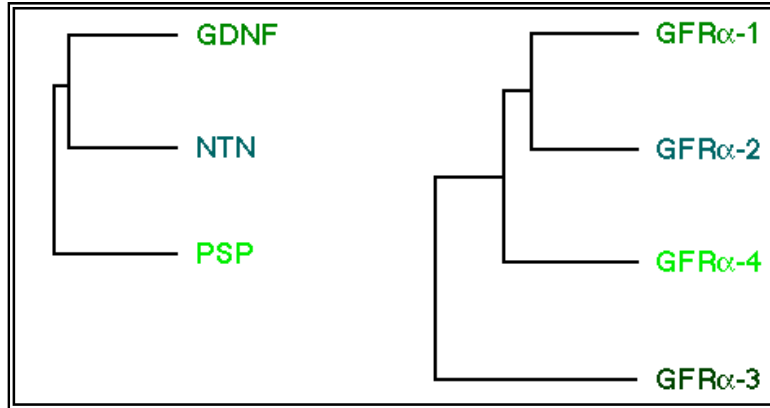 GDNF
NTN
PSP
GFRα-1
GFRα-2
GFRα-4
GFRα-3